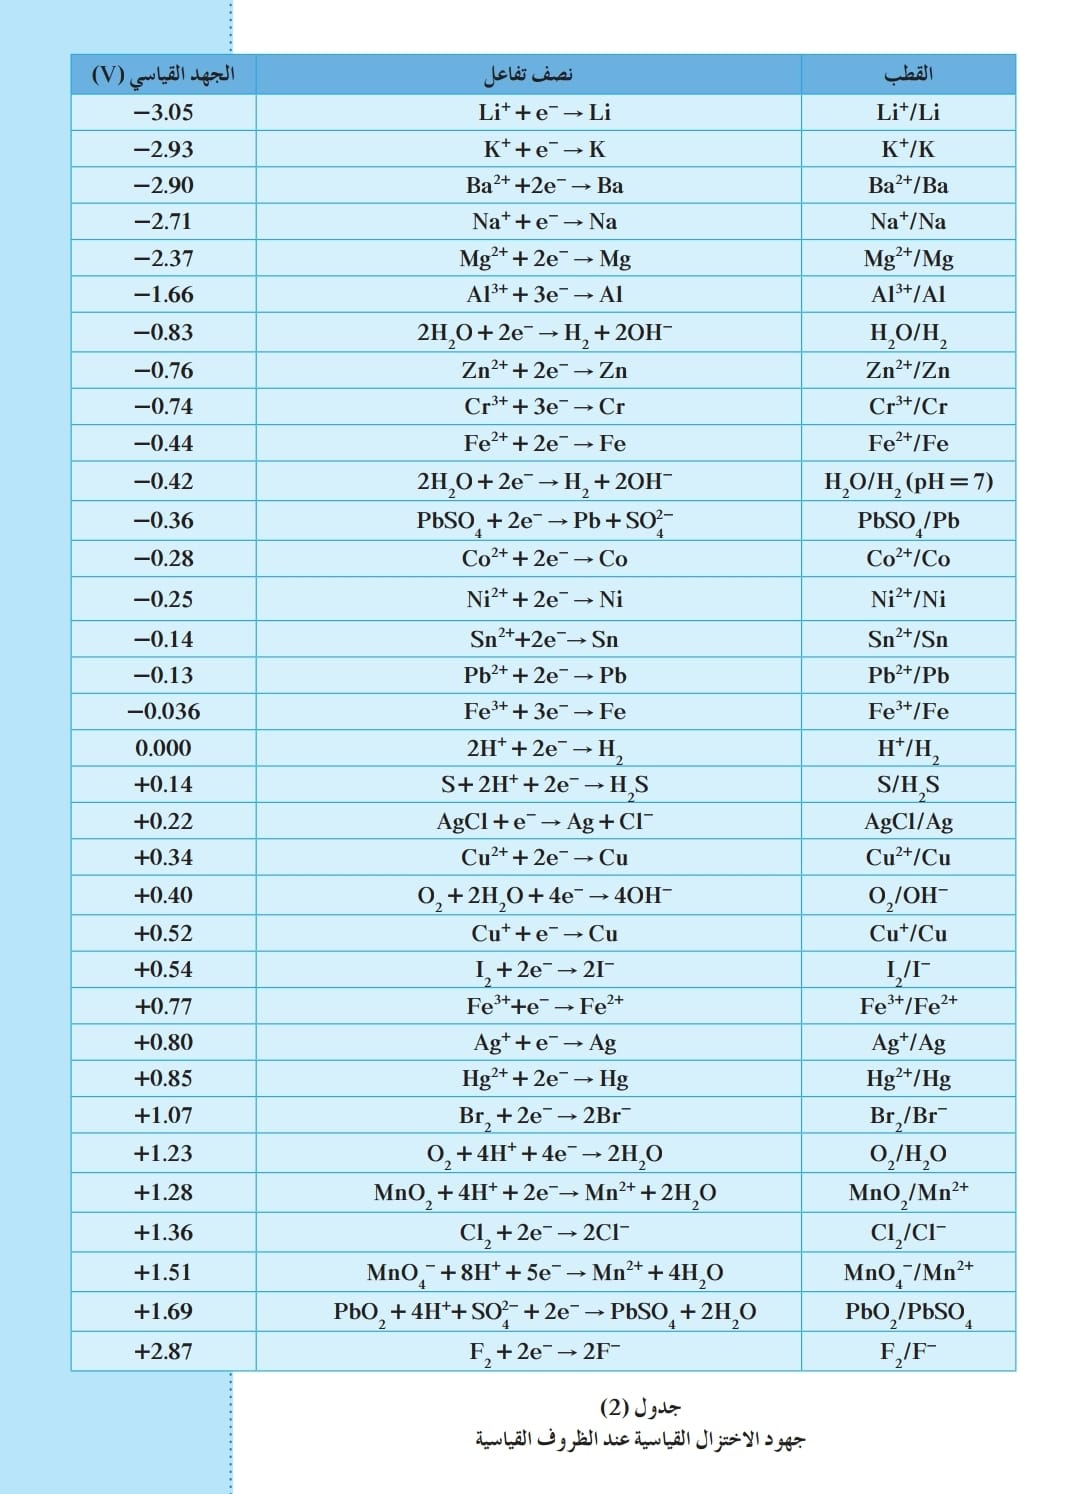 القطب نصف تفاعل الجهد القياسي (V)
Li⁺/Li Li⁺ + e⁻ → Li −3.05
K⁺/K K⁺ + e⁻ → K −2.93
Ba²⁺/Ba Ba²⁺ +2e⁻ → Ba −2.90
Na⁺/Na Na⁺ + e⁻ → Na −2.71
Mg²⁺/Mg Mg²⁺ + 2e⁻ → Mg −2.37
Al³⁺/Al Al³⁺ + 3e⁻ → Al −1.66
H₂O/H₂ 2H₂O + 2e⁻ → H₂ + 2OH⁻ −0.83
Zn²⁺/Zn Zn²⁺ + 2e⁻ → Zn −0.76
Cr³⁺/Cr Cr³⁺ + 3e⁻ → Cr −0.74
Fe²⁺/Fe Fe²⁺ + 2e⁻ → Fe −0.44
H₂O/H₂ (pH = 7) 2H₂O + 2e⁻ → H₂ + 2OH⁻ −0.42
PbSO₄/Pb PbSO₄ + 2e⁻ → Pb + SO₄²⁻ −0.36
Co²⁺/Co Co²⁺ + 2e⁻ → Co −0.28
Ni²⁺/Ni Ni²⁺ + 2e⁻ → Ni −0.25
Sn²⁺/Sn Sn²⁺+2e⁻→ Sn −0.14
Pb²⁺/Pb Pb²⁺ + 2e⁻ → Pb −0.13
Fe³⁺/Fe Fe³⁺ + 3e⁻ → Fe −0.036
H⁺/H₂ 2H⁺ + 2e⁻ → H₂ 0.000
S/H₂S S+ 2H⁺ + 2e⁻ → H₂S +0.14
AgCl/Ag AgCl + e⁻ → Ag + Cl⁻ +0.22
Cu²⁺/Cu Cu²⁺ + 2e⁻ → Cu +0.34
O₂/OH⁻ O₂ + 2H₂O + 4e⁻ → 4OH⁻ +0.40
Cu⁺/Cu Cu⁺ + e⁻ → Cu +0.52
I₂/I⁻ I₂ + 2e⁻ → 2I⁻ +0.54
Fe³⁺/Fe²⁺ Fe³⁺+e⁻ → Fe²⁺ +0.77
Ag⁺/Ag Ag⁺ + e⁻ → Ag +0.80
Hg²⁺/Hg Hg²⁺ + 2e⁻ → Hg +0.85
Br₂/Br⁻ Br₂ + 2e⁻ → 2Br⁻ +1.07
O₂/H₂O O₂ + 4H⁺ + 4e⁻ → 2H₂O +1.23
MnO₂/Mn²⁺ MnO₂ + 4H⁺ + 2e⁻→ Mn²⁺ + 2H₂O +1.28
Cl₂/Cl⁻ Cl₂ + 2e⁻ → 2Cl⁻ +1.36
MnO₄⁻/Mn²⁺ MnO₄⁻ + 8H⁺ + 5e⁻ → Mn²⁺ + 4H₂O +1.51
PbO₂/PbSO₄ PbO₂ + 4H⁺+ SO₄²⁻ + 2e⁻ → PbSO₄ + 2H₂O +1.69
F₂/F⁻ F₂ + 2e⁻ → 2F⁻ +2.87
جدول (2)
جهود الاختزال القياسية عند الظروف القياسية